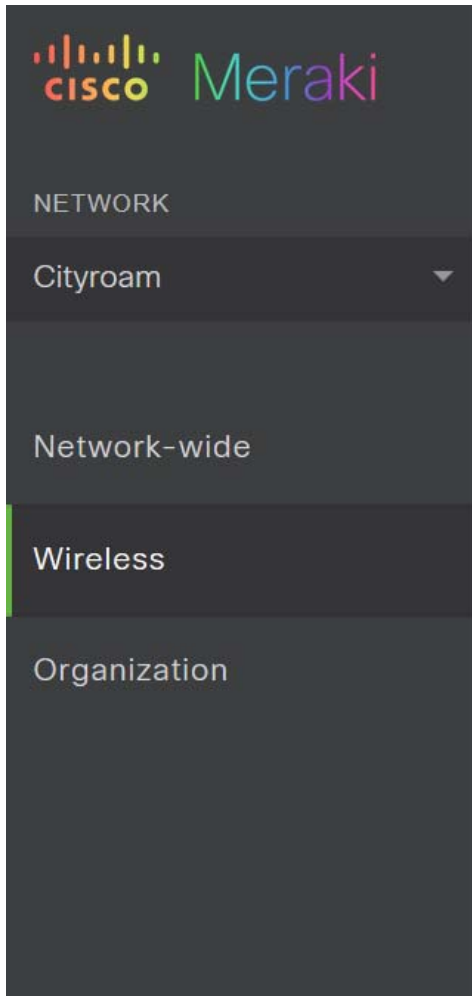 CISCO Meraki
NETWORK
Cityroam
Network-wide
Wireless
Organization